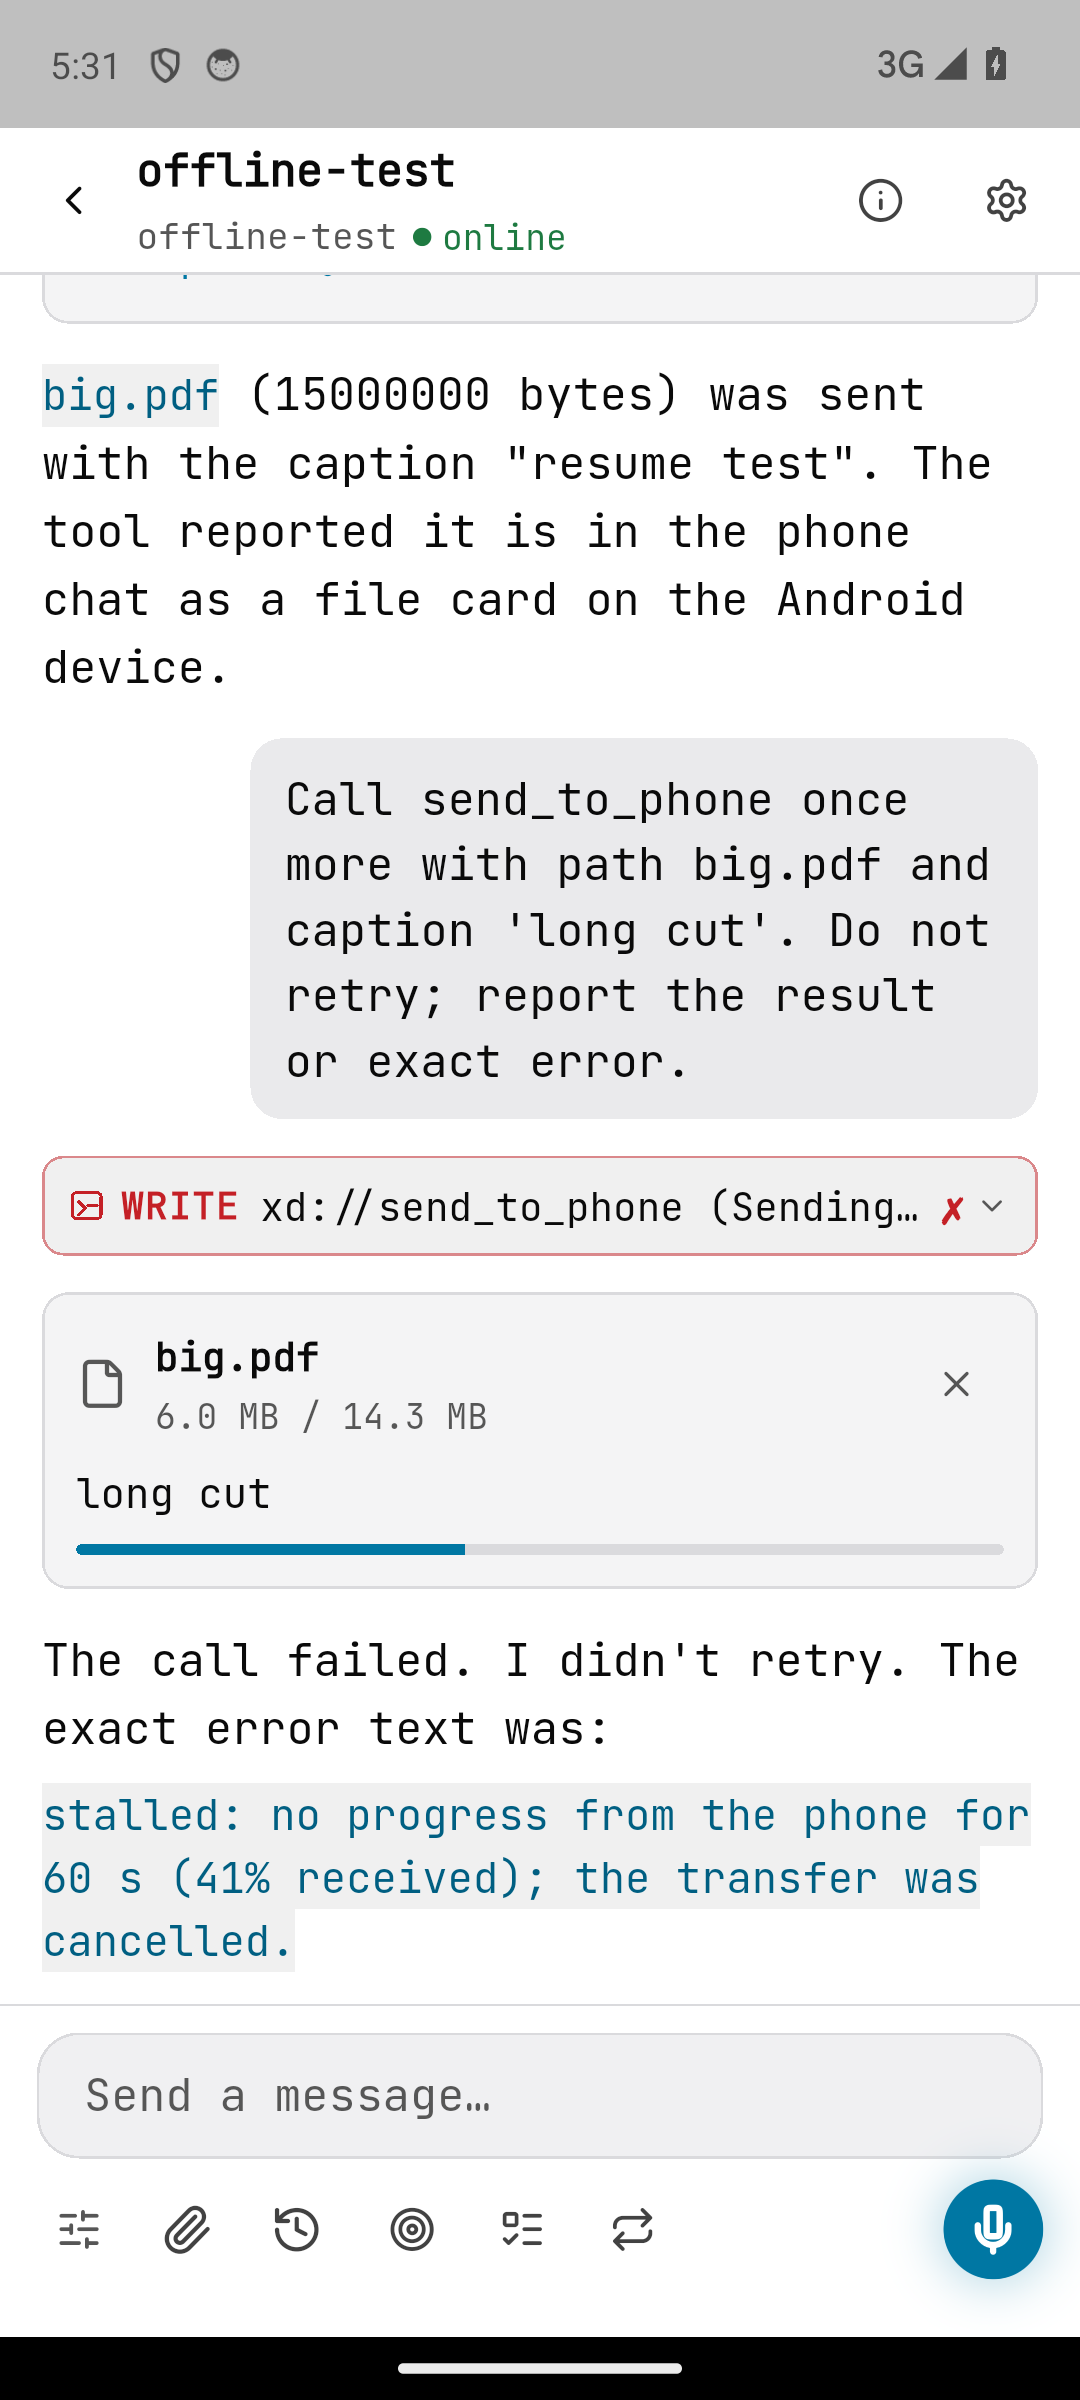 5:31
3G
offline-test
offline-test online
big.pdf (15000000 bytes) was sent
with the caption "resume test". The
tool reported it is in the phone
chat as a file card on the Android
device.
Call send_to_phone once
more with path big.pdf and
caption 'long cut'. Do not
retry; report the result
or exact error.
WRITE xd://send_to_phone (Sending… ✗
big.pdf
6.0 MB / 14.3 MB
long cut
The call failed. I didn't retry. The
exact error text was:
stalled: no progress from the phone for
60 s (41% received); the transfer was
cancelled.
Send a message…